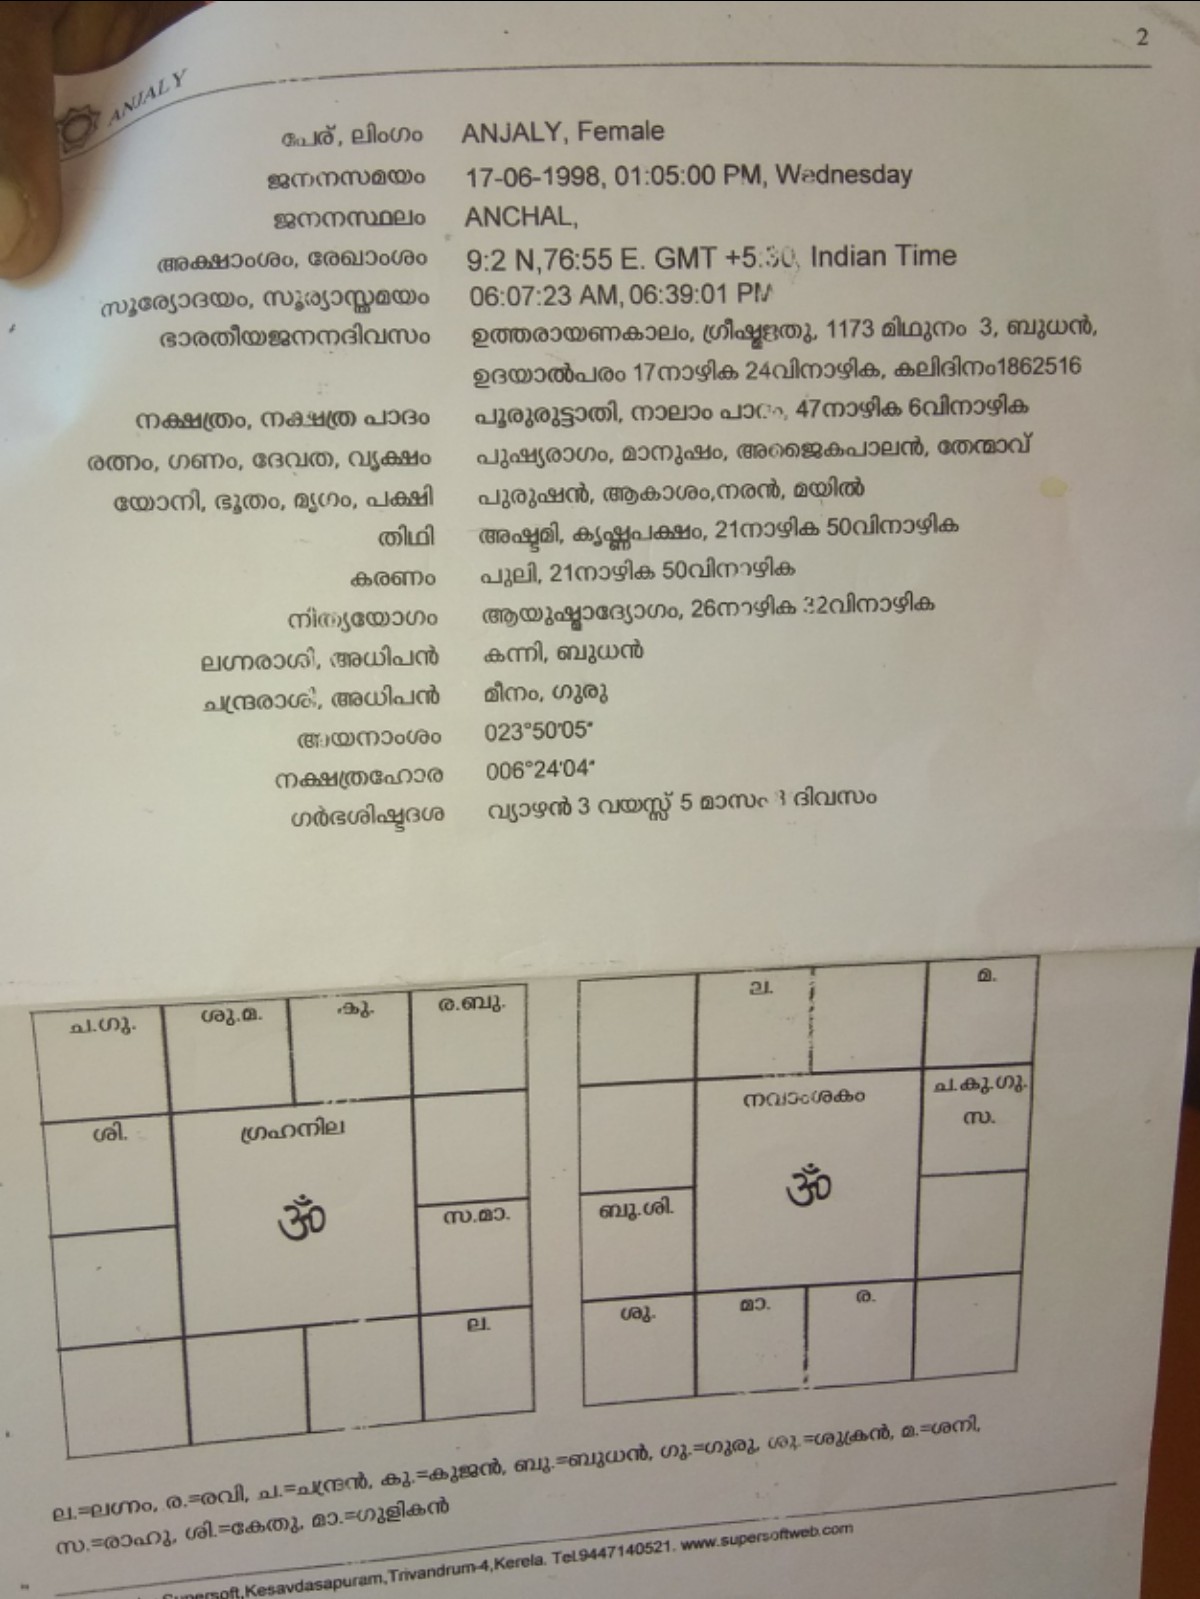 2
ANJALY
പേര്, ലിംഗം ANJALY, Female
ജനനസമയം 17-06-1998, 01:05:00 PM, Wednesday
ജനനസ്ഥലം ANCHAL,
അക്ഷാംശം, രേഖാംശം 9:2 N,76:55 E. GMT +5:30, Indian Time
സൂര്യോദയം, സൂര്യാസ്തമയം 06:07:23 AM, 06:39:01 PM
ഭാരതീയജനനദിവസം ഉത്തരായണകാലം, ഗ്രീഷ്മഋതു, 1173 മിഥുനം 3, ബുധൻ,
ഉദയാൽപരം 17നാഴിക 24വിനാഴിക, കലിദിനം1862516
നക്ഷത്രം, നക്ഷത്ര പാദം പൂരുരുട്ടാതി, നാലാം പാദം, 47നാഴിക 6വിനാഴിക
രത്നം, ഗണം, ദേവത, വൃക്ഷം പുഷ്യരാഗം, മാനുഷം, അജൈകപാലൻ, തേന്മാവ്
യോനി, ഭൂതം, മൃഗം, പക്ഷി പുരുഷൻ, ആകാശം,നരൻ, മയിൽ
തിഥി അഷ്ടമി, കൃഷ്ണപക്ഷം, 21നാഴിക 50വിനാഴിക
കരണം പുലി, 21നാഴിക 50വിനാഴിക
നിത്യയോഗം ആയുഷ്മാദ്യോഗം, 26നാഴിക 32വിനാഴിക
ലഗ്നരാശി, അധിപൻ കന്നി, ബുധൻ
ചന്ദ്രരാശി, അധിപൻ മീനം, ഗുരു
അയനാംശം 023°50'05"
നക്ഷത്രഹോര 006°24'04"
ഗർഭശിഷ്ടദശ വ്യാഴൻ 3 വയസ്സ് 5 മാസം 3 ദിവസം
ച.ഗു. ശു.മ. കു. ര.ബു.
ശി. ഗ്രഹനില
ॐ
സ.മാ.
ല.
ല. മ.
നവാംശകം ച.കു.ഗു.
സ.
ॐ
ബു.ശി.
ശു. മാ. ര.
ല.=ലഗ്നം, ര.=രവി, ച.=ചന്ദ്രൻ, കു.=കുജൻ, ബു.=ബുധൻ, ഗു.=ഗുരു, ശു.=ശുക്രൻ, മ.=ശനി,
സ.=രാഹു, ശി.=കേതു, മാ.=ഗുളികൻ
Supersoft,Kesavdasapuram,Trivandrum-4,Kerela. Tel.9447140521. www.supersoftweb.com